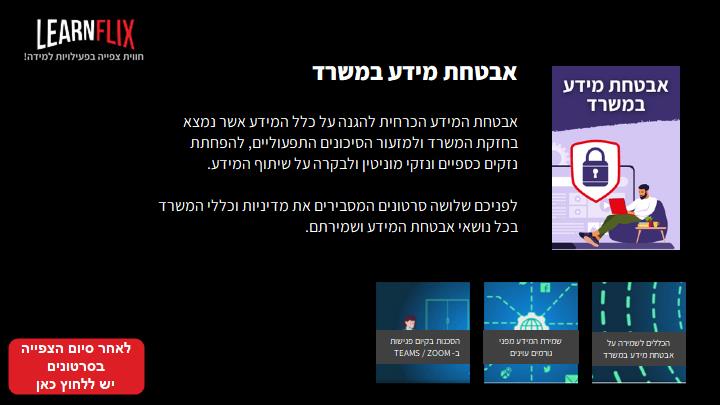 LEARNFLIX
חווית צפייה בפעילויות למידה!
אבטחת מידע במשרד
אבטחת המידע הכרחית להגנה על כלל המידע אשר נמצא
בחזקת המשרד ולמזעור הסיכונים התפעוליים, להפחתת
נזקים כספיים ונזקי מוניטין ולבקרה על שיתוף המידע.
לפניכם שלושה סרטונים המסבירים את מדיניות וכללי המשרד
בכל נושאי אבטחת המידע ושמירתם.
אבטחת מידע
במשרד
הכללים לשמירה על
אבטחת מידע במשרד
שמירת המידע מפני
גורמים עוינים
הסכנות בקיום פגישות
ב- TEAMS / ZOOM
לאחר סיום הצפייה
בסרטונים
יש ללחוץ כאן